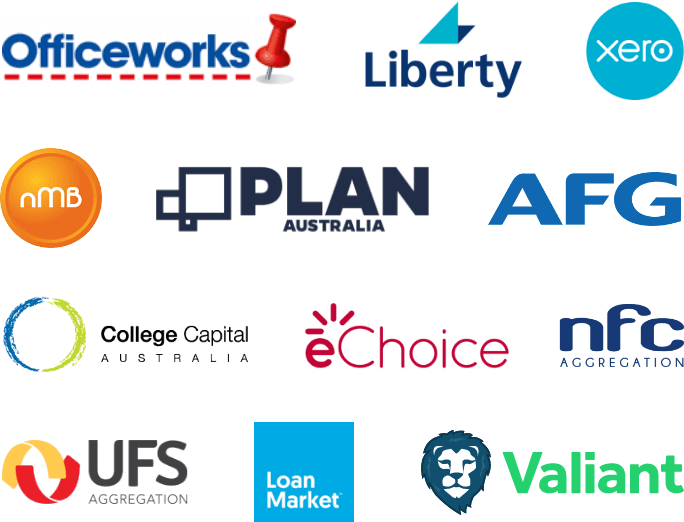 Officeworks
Liberty
xero
nMB
PLAN
AUSTRALIA
AFG
College Capital
AUSTRALIA
eChoice
nfc
AGGREGATION
UFS
AGGREGATION
Loan
Market
Valiant